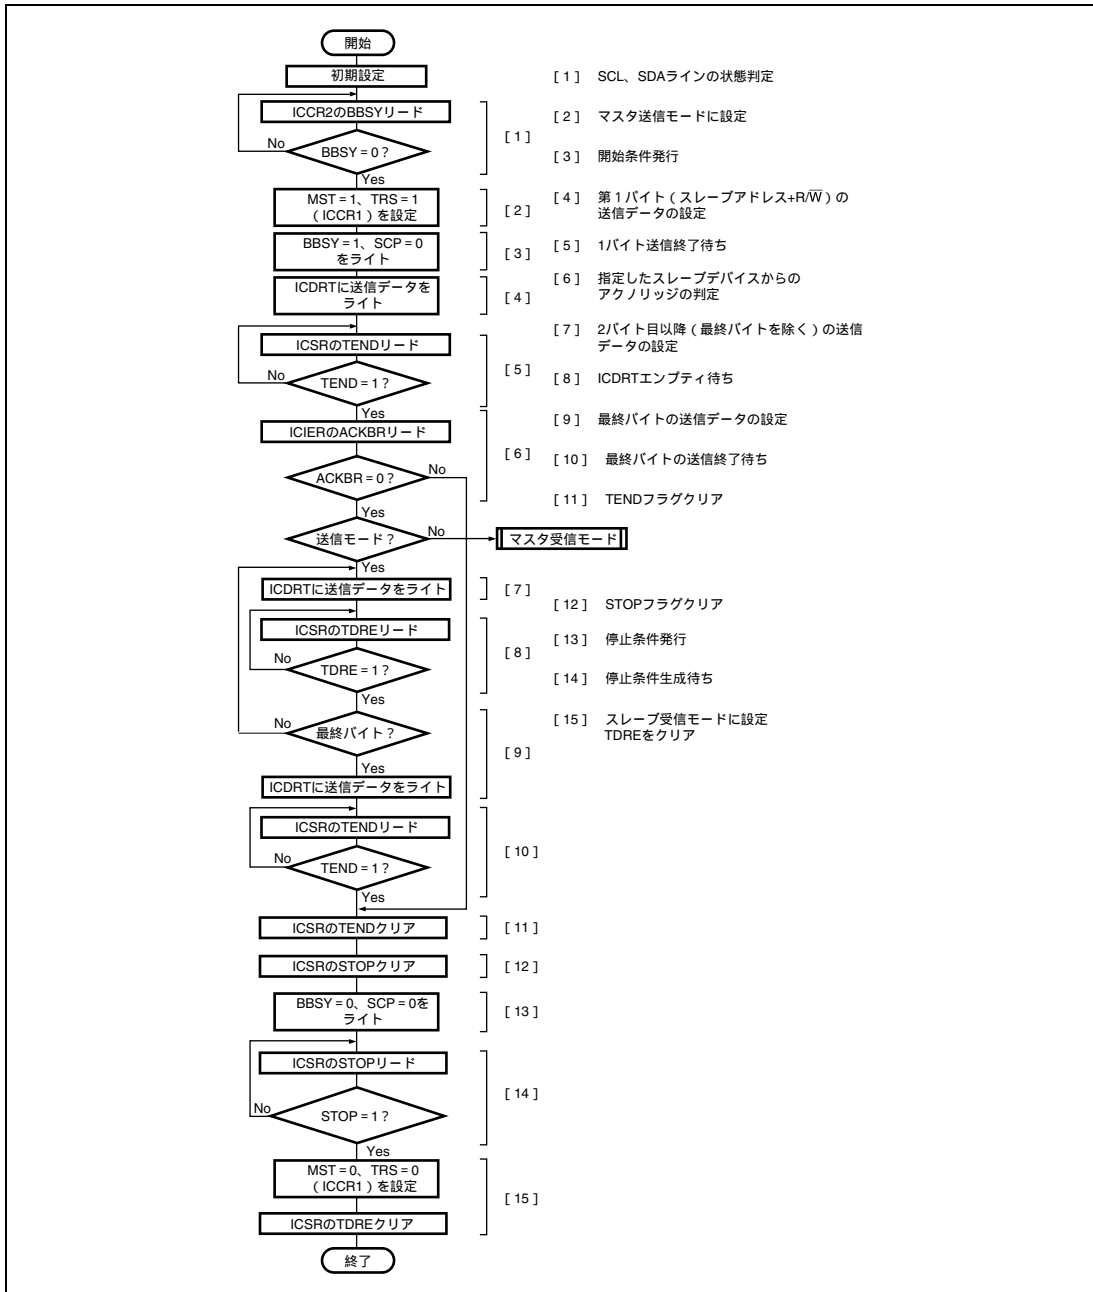 開始
初期設定
ICCR2のBBSYリード
No
BBSY = 0 ?
Yes
[ 1 ]
MST = 1、TRS = 1
( ICCR1 ) を設定
[ 2 ]
BBSY = 1、SCP = 0
をライト
[ 3 ]
ICDRTに送信データを
ライト
[ 4 ]
ICSRのTENDリード
No
TEND = 1 ?
Yes
[ 5 ]
ICIERのACKBRリード
ACKBR = 0 ?
No
Yes
[ 6 ]
送信モード ?
No
マスタ受信モード
Yes
ICDRTに送信データをライト
[ 7 ]
ICSRのTDREリード
No
TDRE = 1 ?
Yes
[ 8 ]
No
最終バイト ?
Yes
[ 9 ]
ICDRTに送信データをライト
ICSRのTENDリード
No
TEND = 1 ?
Yes
[ 10 ]
ICSRのTENDクリア
[ 11 ]
ICSRのSTOPクリア
[ 12 ]
BBSY = 0、SCP = 0を
ライト
[ 13 ]
ICSRのSTOPリード
No
STOP = 1 ?
Yes
[ 14 ]
MST = 0、TRS = 0
( ICCR1 ) を設定
[ 15 ]
ICSRのTDREクリア
終了
[ 1 ] SCL、SDAラインの状態判定
[ 2 ] マスタ送信モードに設定
[ 3 ] 開始条件発行
[ 4 ] 第1バイト ( スレーブアドレス+R/W̅ ) の
送信データの設定
[ 5 ] 1バイト送信終了待ち
[ 6 ] 指定したスレーブデバイスからの
アクノリッジの判定
[ 7 ] 2バイト目以降 ( 最終バイトを除く ) の送信
データの設定
[ 8 ] ICDRTエンプティ待ち
[ 9 ] 最終バイトの送信データの設定
[ 10 ] 最終バイトの送信終了待ち
[ 11 ] TENDフラグクリア
[ 12 ] STOPフラグクリア
[ 13 ] 停止条件発行
[ 14 ] 停止条件生成待ち
[ 15 ] スレーブ受信モードに設定
TDREをクリア